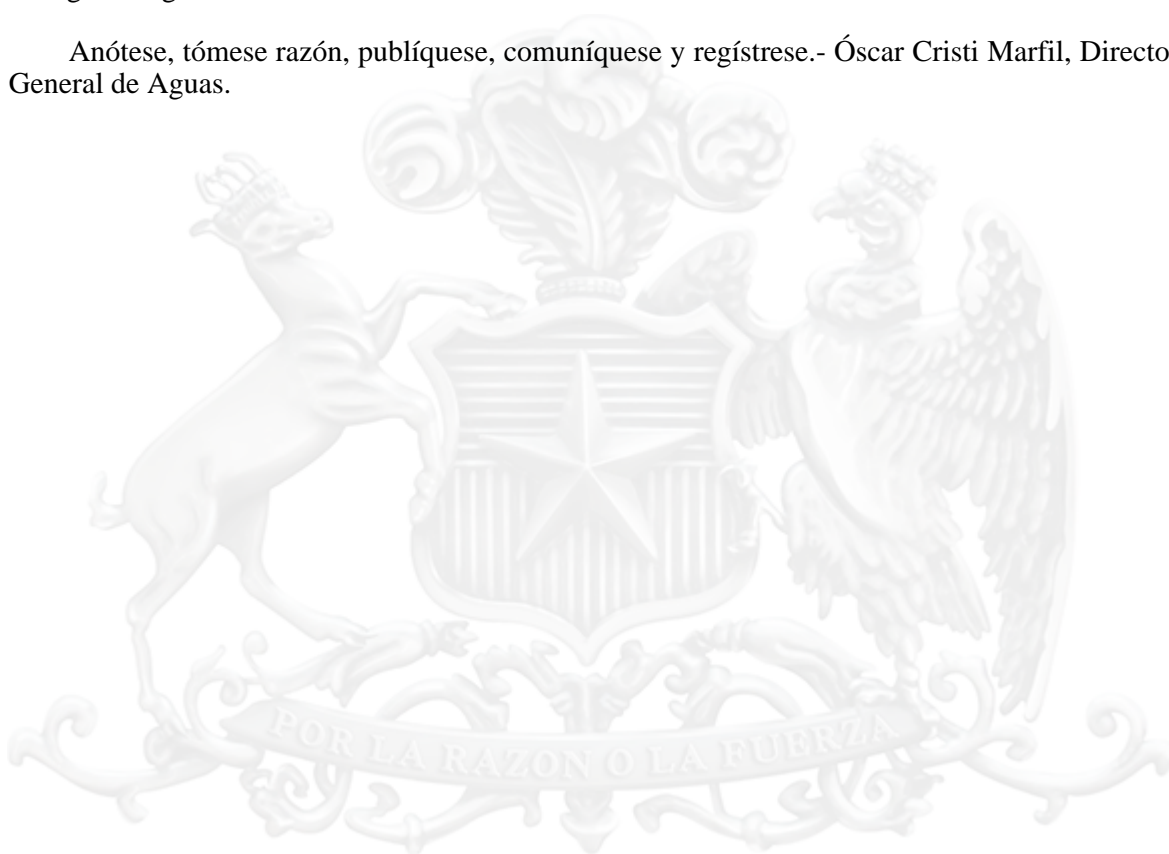 Anótese, tómese razón, publíquese, comuníquese y regístrese.- Óscar Cristi Marfil, Directo
General de Aguas.
POR LA RAZON O LA FUERZA